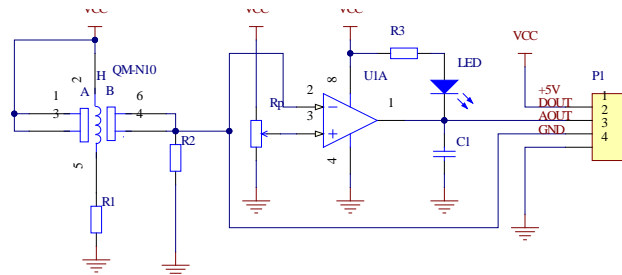 VCC VCC VCC
R3
VCC
QM-N10
H
2
A B
6
1
4
3
5
R1
R2
Rp
U1A
8
2
3
1
4
LED
C1
P1
+5V 1
DOUT 2
AOUT 3
GND 4